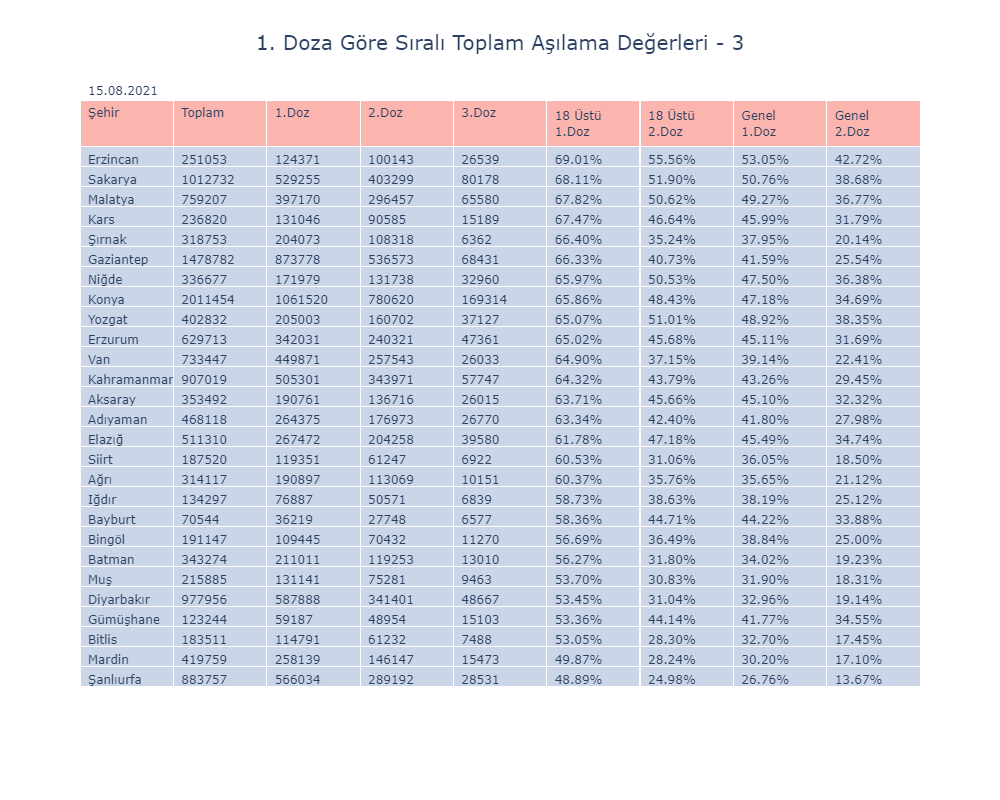 1. Doza Göre Sıralı Toplam Aşılama Değerleri - 3
15.08.2021
Şehir Toplam 1.Doz 2.Doz 3.Doz 18 Üstü 1.Doz 18 Üstü 2.Doz Genel 1.Doz Genel 2.Doz
Erzincan 251053 124371 100143 26539 69.01% 55.56% 53.05% 42.72%
Sakarya 1012732 529255 403299 80178 68.11% 51.90% 50.76% 38.68%
Malatya 759207 397170 296457 65580 67.82% 50.62% 49.27% 36.77%
Kars 236820 131046 90585 15189 67.47% 46.64% 45.99% 31.79%
Şırnak 318753 204073 108318 6362 66.40% 35.24% 37.95% 20.14%
Gaziantep 1478782 873778 536573 68431 66.33% 40.73% 41.59% 25.54%
Niğde 336677 171979 131738 32960 65.97% 50.53% 47.50% 36.38%
Konya 2011454 1061520 780620 169314 65.86% 48.43% 47.18% 34.69%
Yozgat 402832 205003 160702 37127 65.07% 51.01% 48.92% 38.35%
Erzurum 629713 342031 240321 47361 65.02% 45.68% 45.11% 31.69%
Van 733447 449871 257543 26033 64.90% 37.15% 39.14% 22.41%
Kahramanmar 907019 505301 343971 57747 64.32% 43.79% 43.26% 29.45%
Aksaray 353492 190761 136716 26015 63.71% 45.66% 45.10% 32.32%
Adıyaman 468118 264375 176973 26770 63.34% 42.40% 41.80% 27.98%
Elazığ 511310 267472 204258 39580 61.78% 47.18% 45.49% 34.74%
Siirt 187520 119351 61247 6922 60.53% 31.06% 36.05% 18.50%
Ağrı 314117 190897 113069 10151 60.37% 35.76% 35.65% 21.12%
Iğdır 134297 76887 50571 6839 58.73% 38.63% 38.19% 25.12%
Bayburt 70544 36219 27748 6577 58.36% 44.71% 44.22% 33.88%
Bingöl 191147 109445 70432 11270 56.69% 36.49% 38.84% 25.00%
Batman 343274 211011 119253 13010 56.27% 31.80% 34.02% 19.23%
Muş 215885 131141 75281 9463 53.70% 30.83% 31.90% 18.31%
Diyarbakır 977956 587888 341401 48667 53.45% 31.04% 32.96% 19.14%
Gümüşhane 123244 59187 48954 15103 53.36% 44.14% 41.77% 34.55%
Bitlis 183511 114791 61232 7488 53.05% 28.30% 32.70% 17.45%
Mardin 419759 258139 146147 15473 49.87% 28.24% 30.20% 17.10%
Şanlıurfa 883757 566034 289192 28531 48.89% 24.98% 26.76% 13.67%